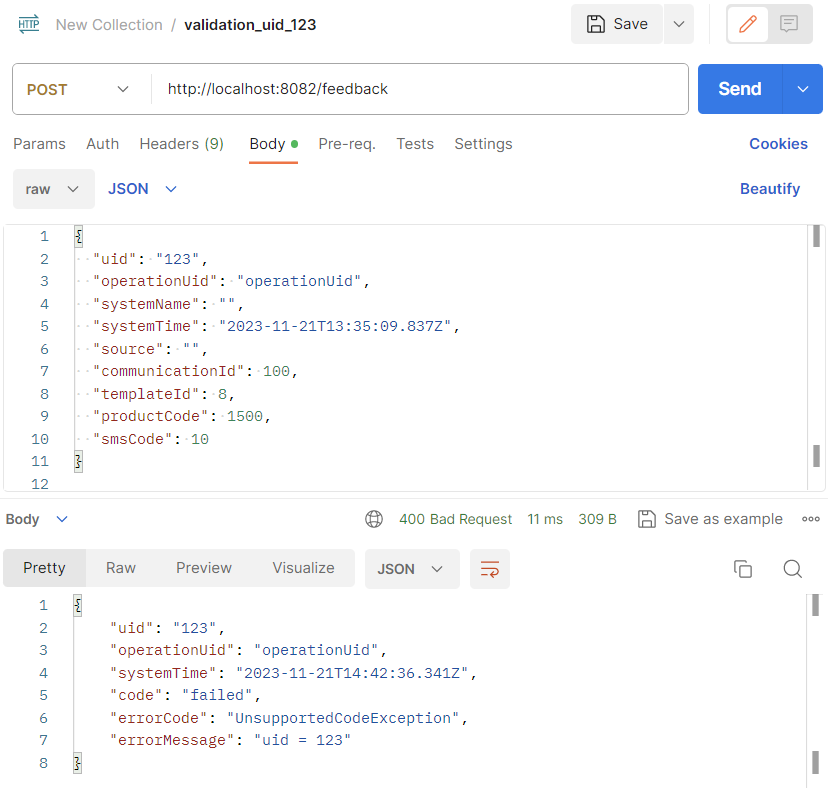 HTTP New Collection / validation_uid_123 Save
POST http://localhost:8082/feedback Send
Params Auth Headers (9) Body Pre-req. Tests Settings Cookies
raw JSON Beautify
1 {
2 "uid": "123",
3 "operationUid": "operationUid",
4 "systemName": "",
5 "systemTime": "2023-11-21T13:35:09.837Z",
6 "source": "",
7 "communicationId": 100,
8 "templateId": 8,
9 "productCode": 1500,
10 "smsCode": 10
11 }
12
Body 400 Bad Request 11 ms 309 B Save as example
Pretty Raw Preview Visualize JSON
1 {
2 "uid": "123",
3 "operationUid": "operationUid",
4 "systemTime": "2023-11-21T14:42:36.341Z",
5 "code": "failed",
6 "errorCode": "UnsupportedCodeException",
7 "errorMessage": "uid = 123"
8 }